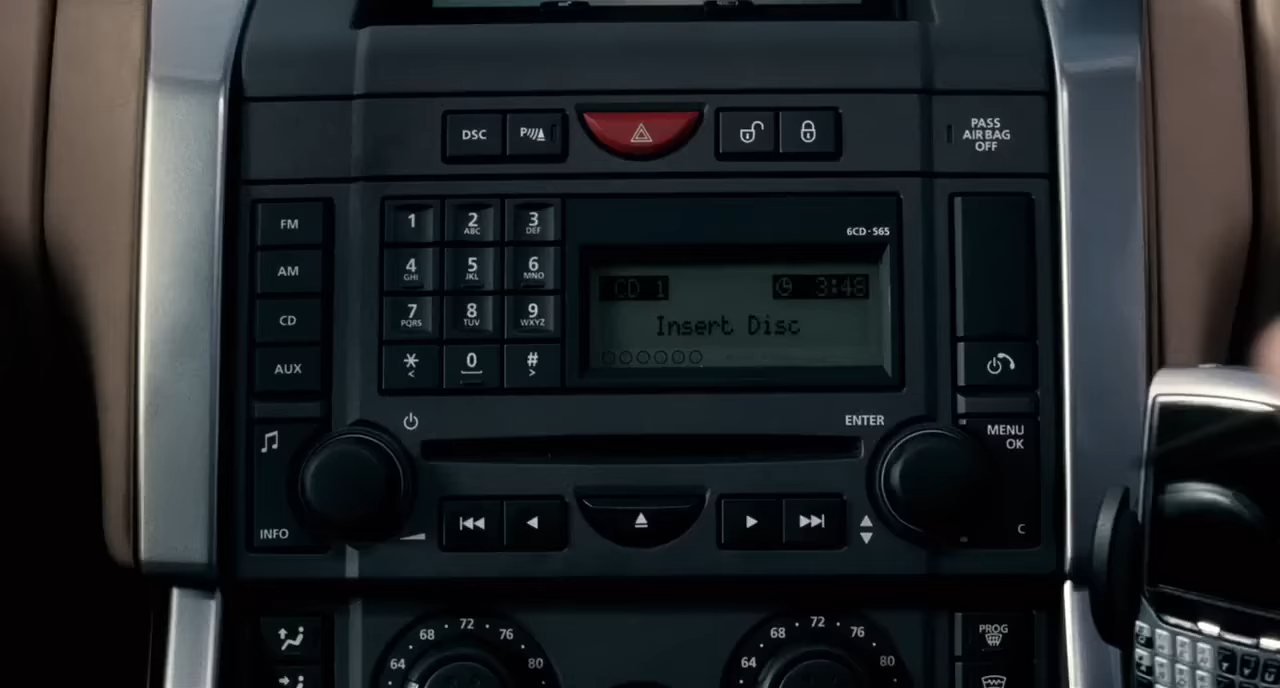 DSC
P
PASS
AIRBAG
OFF
FM
AM
CD
AUX
1
2 ABC
3 DEF
4 GHI
5 JKL
6 MNO
7 PQRS
8 TUV
9 WXYZ
* <
0
# >
6CD-565
CD 1
3:48
Insert Disc
ENTER
MENU
OK
INFO
C
64 68 72 76 80
64 68 72 76 80
PROG